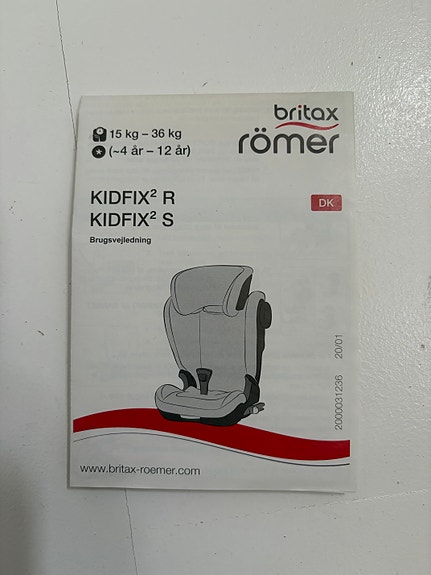 britax
römer
15 kg – 36 kg
(~4 år – 12 år)
KIDFIX² R
KIDFIX² S
DK
Brugsvejledning
2000031236 20/01
www.britax-roemer.com